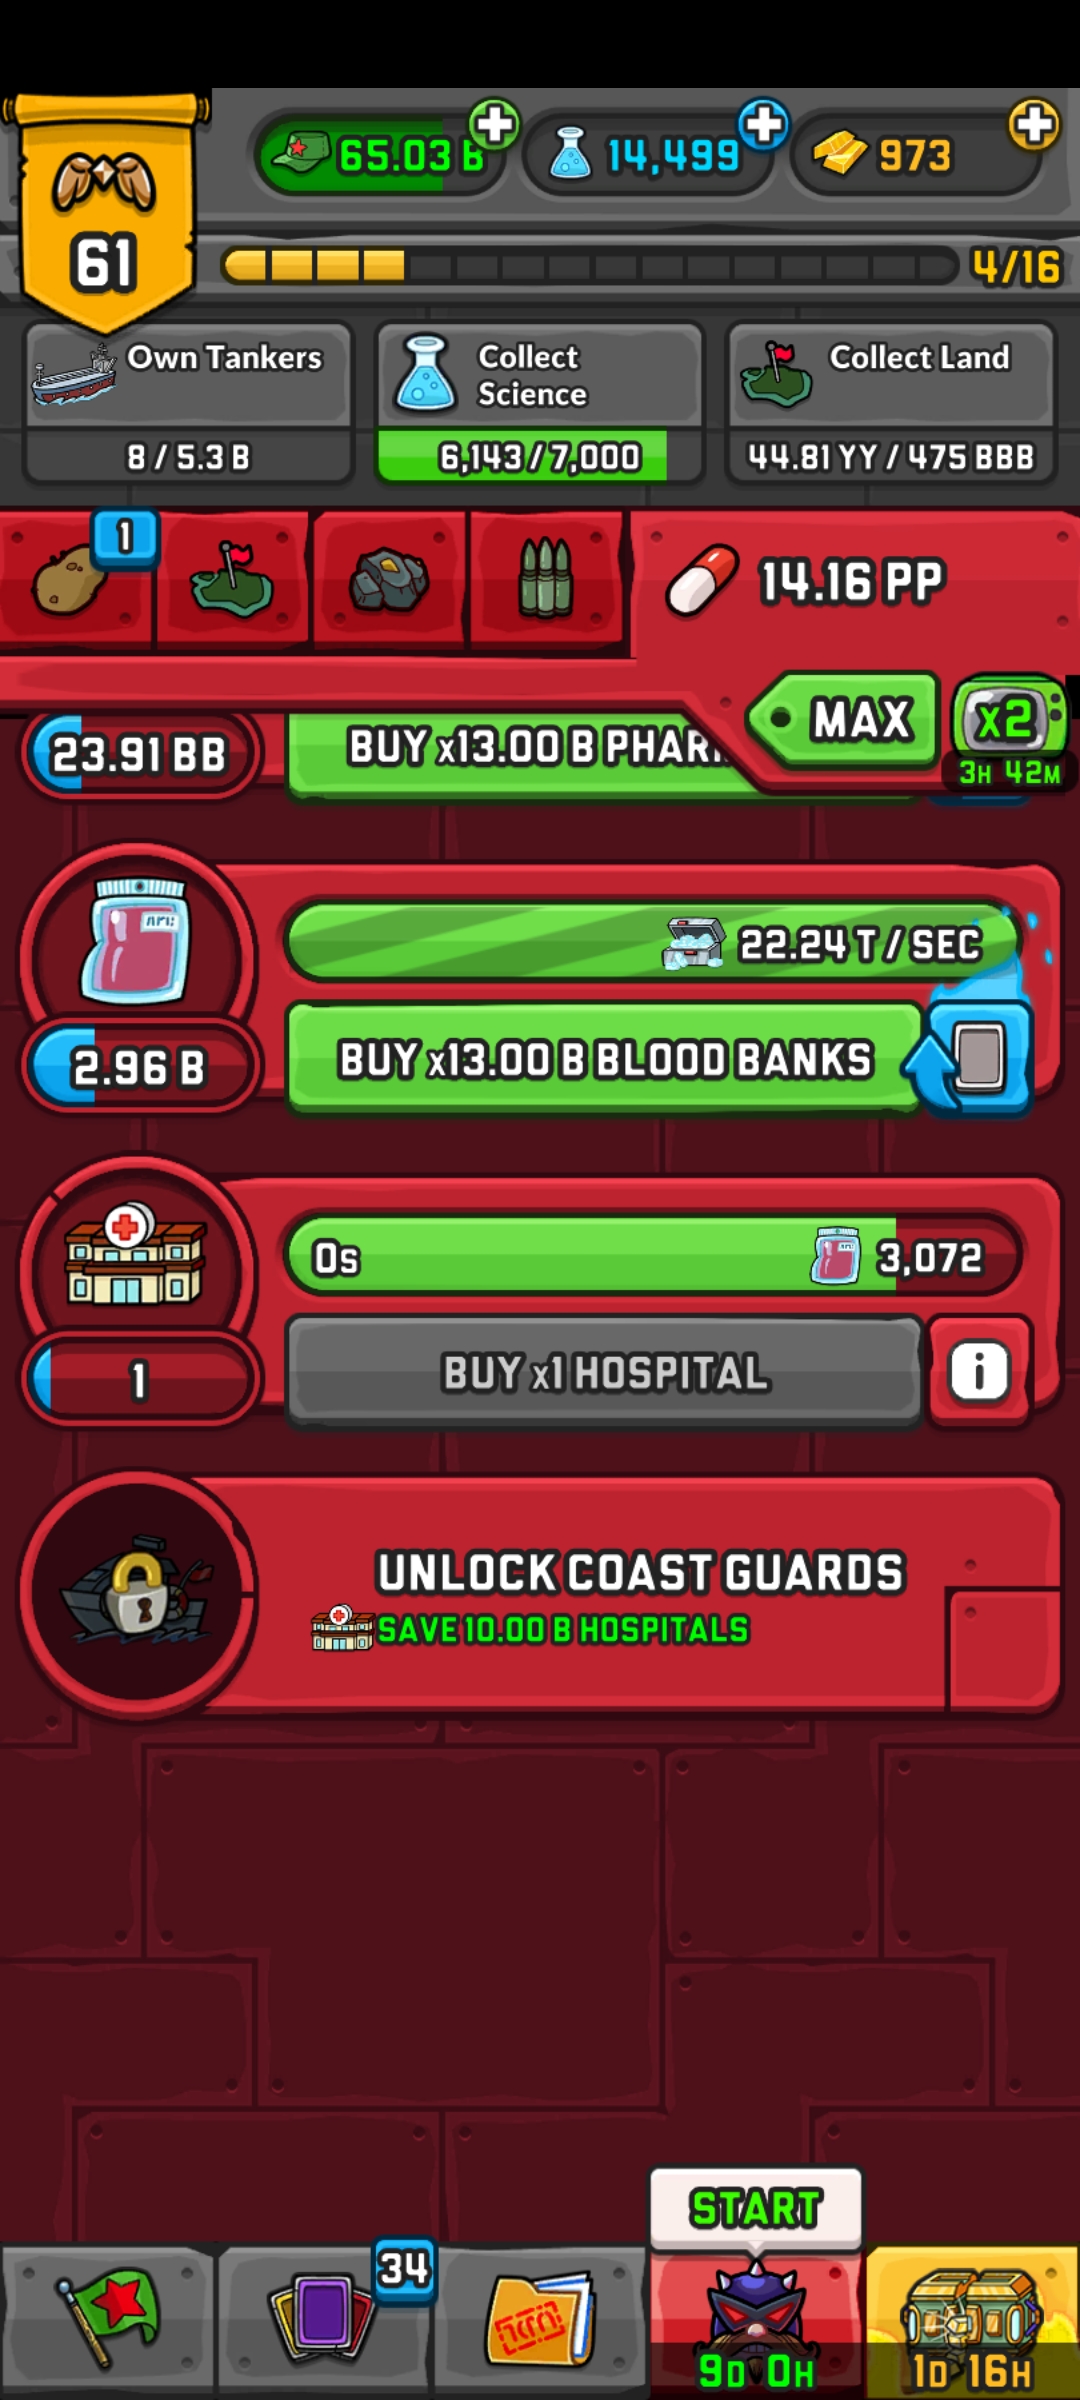 65.03 B
14,499
973
61
4/16
Own Tankers
8 / 5.3 B
Collect
Science
6,143 / 7,000
Collect Land
44.81 YY / 475 BBB
1
14.16 PP
MAX
x2
3H 42M
23.91 BB
BUY x13.00 B PHAR
22.24 T / SEC
2.96 B
BUY x13.00 B BLOOD BANKS
0s
3,072
1
BUY x1 HOSPITAL
i
UNLOCK COAST GUARDS
SAVE 10.00 B HOSPITALS
START
34
9D 0H
1D 16H